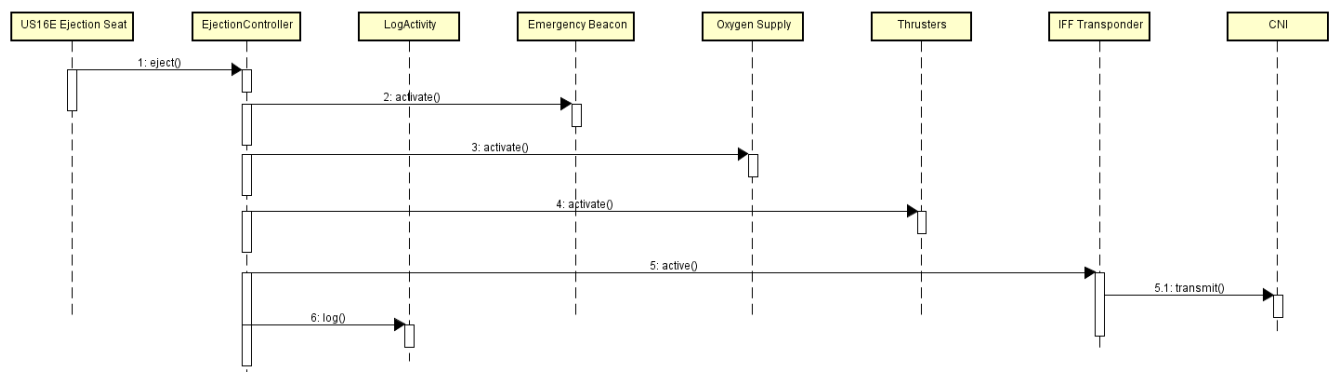 US16E Ejection Seat
EjectionController
LogActivity
Emergency Beacon
Oxygen Supply
Thrusters
IFF Transponder
CNI
1: eject()
2: activate()
3: activate()
4: activate()
5: active()
5.1: transmit()
6: log()